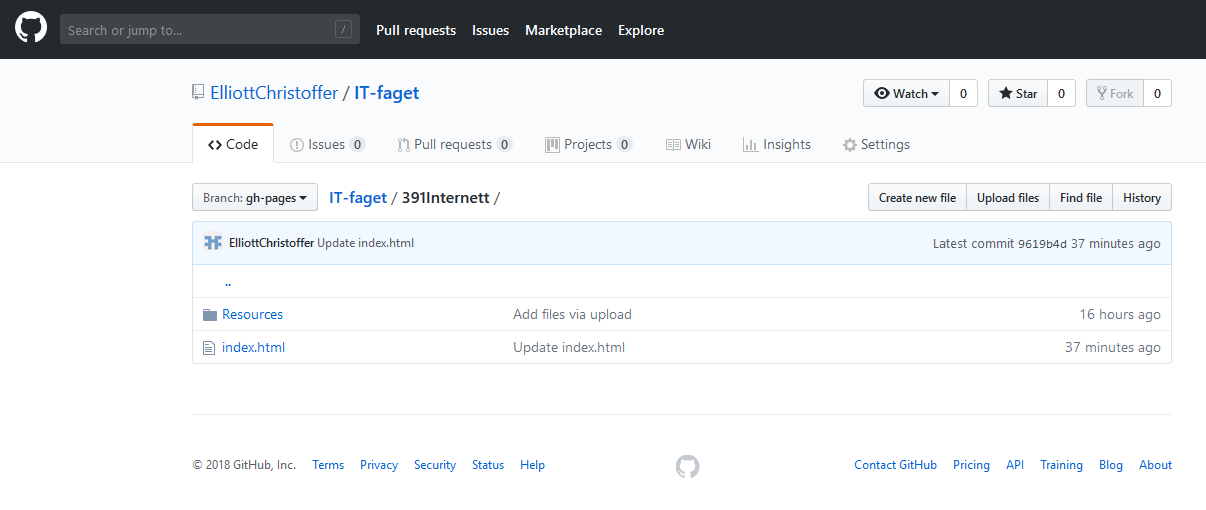 Search or jump to... / Pull requests Issues Marketplace Explore
ElliottChristoffer / IT-faget Watch 0 Star 0 Fork 0
Code Issues 0 Pull requests 0 Projects 0 Wiki Insights Settings
Branch: gh-pages IT-faget / 391Internett / Create new file Upload files Find file History
ElliottChristoffer Update index.html Latest commit 9619b4d 37 minutes ago
..
Resources Add files via upload 16 hours ago
index.html Update index.html 37 minutes ago
© 2018 GitHub, Inc. Terms Privacy Security Status Help Contact GitHub Pricing API Training Blog About